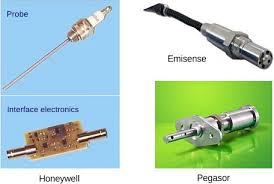 Probe
Emisense
Interface electronics
Honeywell
Pegasor